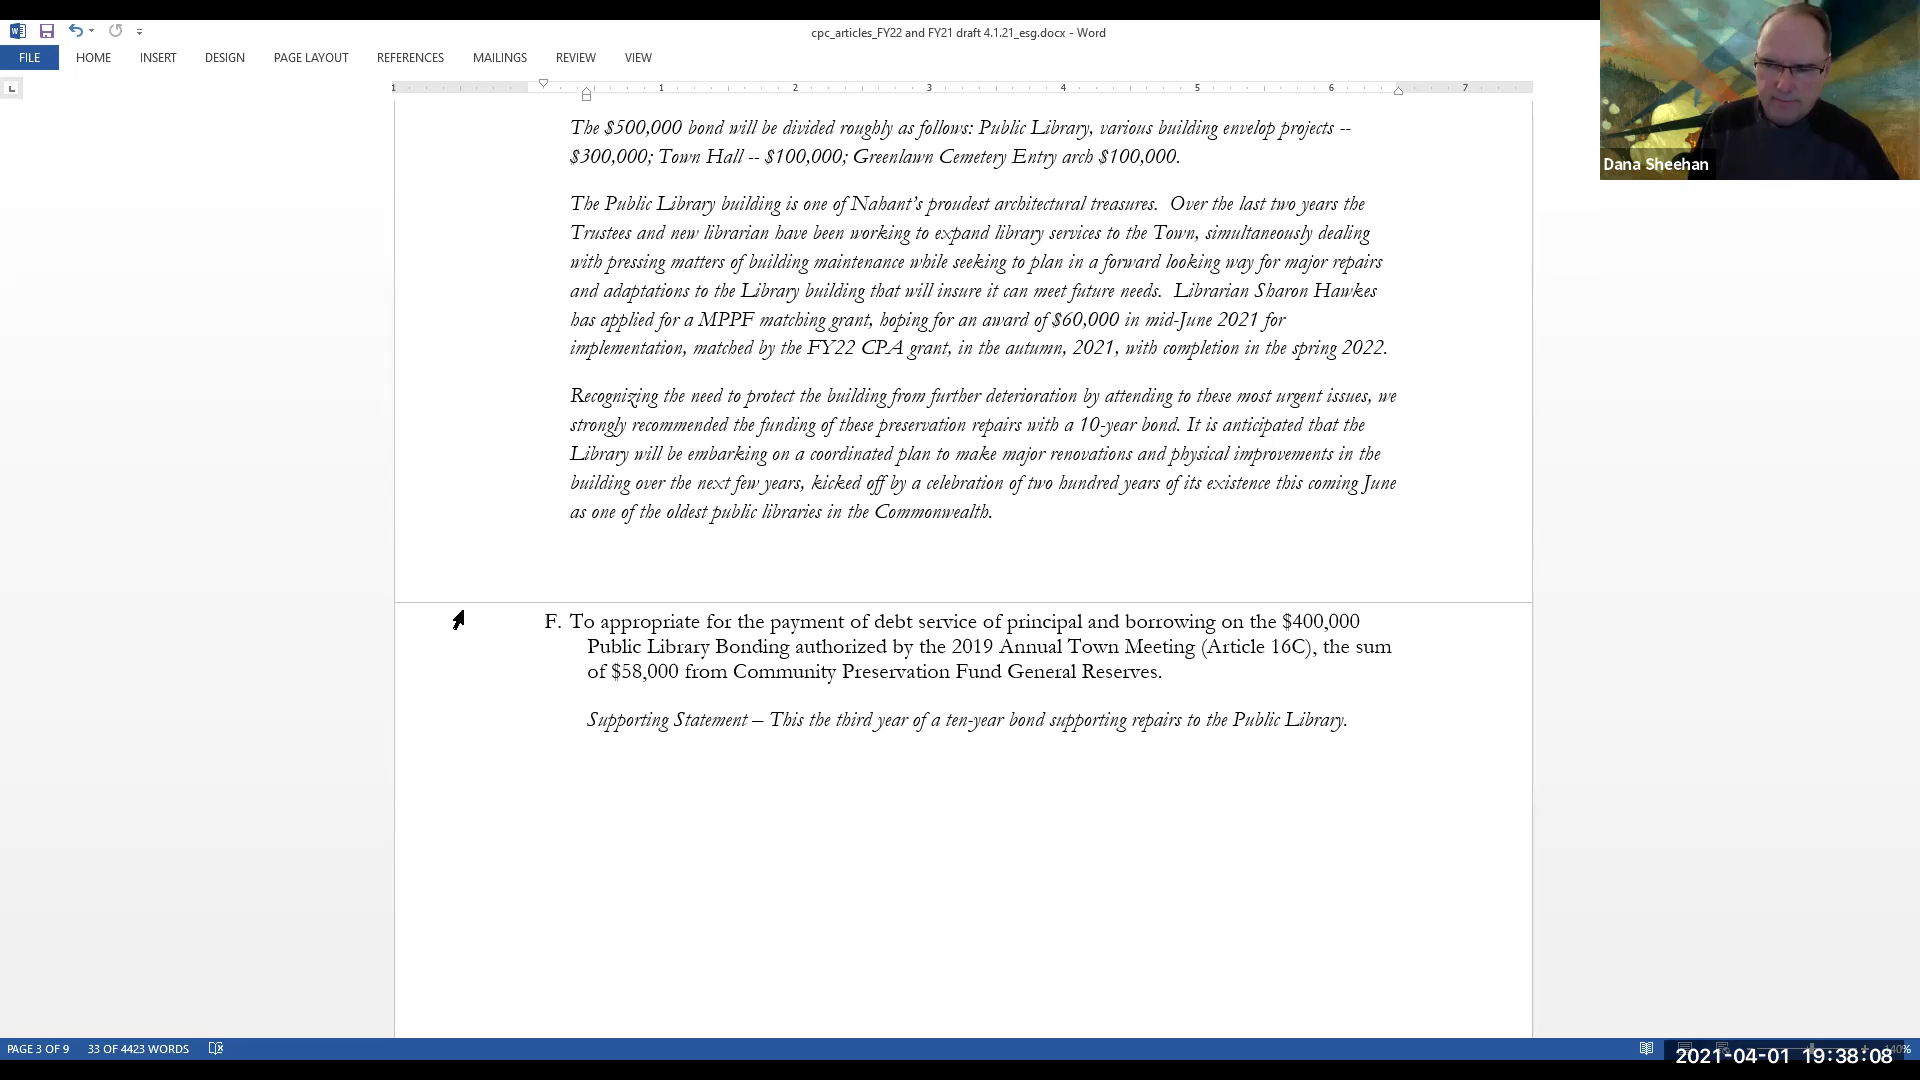 cpc_articles_FY22 and FY21 draft 4.1.21_esg.docx - Word
FILE HOME INSERT DESIGN PAGE LAYOUT REFERENCES MAILINGS REVIEW VIEW
1 1 2 3 4 5 6 7
The $500,000 bond will be divided roughly as follows: Public Library, various building envelop projects --
$300,000; Town Hall -- $100,000; Greenlawn Cemetery Entry arch $100,000.
The Public Library building is one of Nahant’s proudest architectural treasures. Over the last two years the
Trustees and new librarian have been working to expand library services to the Town, simultaneously dealing
with pressing matters of building maintenance while seeking to plan in a forward looking way for major repairs
and adaptations to the Library building that will insure it can meet future needs. Librarian Sharon Hawkes
has applied for a MPPF matching grant, hoping for an award of $60,000 in mid-June 2021 for
implementation, matched by the FY22 CPA grant, in the autumn, 2021, with completion in the spring 2022.
Recognizing the need to protect the building from further deterioration by attending to these most urgent issues, we
strongly recommended the funding of these preservation repairs with a 10-year bond. It is anticipated that the
Library will be embarking on a coordinated plan to make major renovations and physical improvements in the
building over the next few years, kicked off by a celebration of two hundred years of its existence this coming June
as one of the oldest public libraries in the Commonwealth.
F. To appropriate for the payment of debt service of principal and borrowing on the $400,000
Public Library Bonding authorized by the 2019 Annual Town Meeting (Article 16C), the sum
of $58,000 from Community Preservation Fund General Reserves.
Supporting Statement – This the third year of a ten-year bond supporting repairs to the Public Library.
Dana Sheehan
PAGE 3 OF 9 33 OF 4423 WORDS
2021-04-01 19:38:08